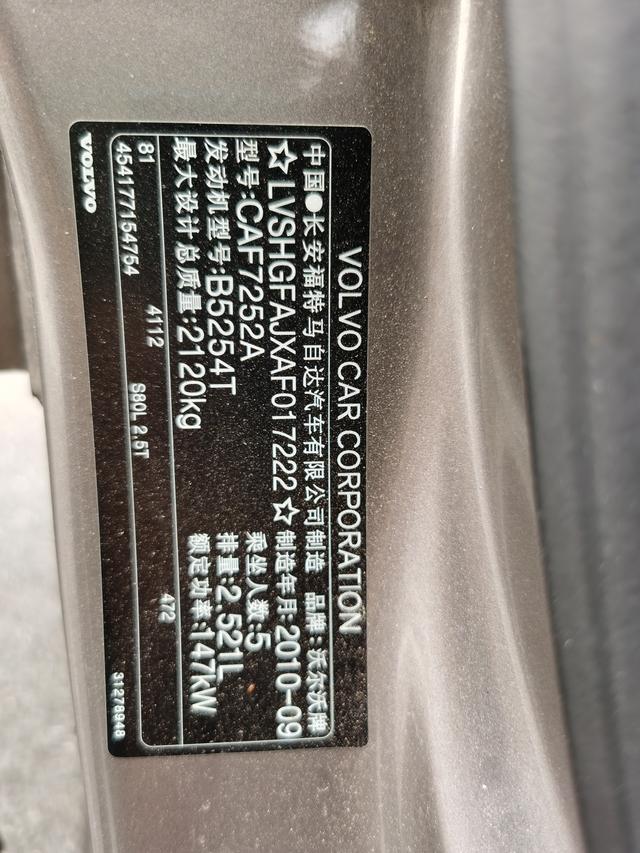 VOLVO CAR CORPORATION
中国●长安福特马自达汽车有限公司制造 品牌:沃尔沃牌
☆LVSHGFAJXAF017222☆ 制造年月:2010-09
型号:CAF7252A 乘坐人数:5
发动机型号:B5254T 排量:2.521L
最大设计总质量:2120kg 额定功率:147kW
81 4112 472
454177154754 S80L 2.5T 31278948
VOLVO